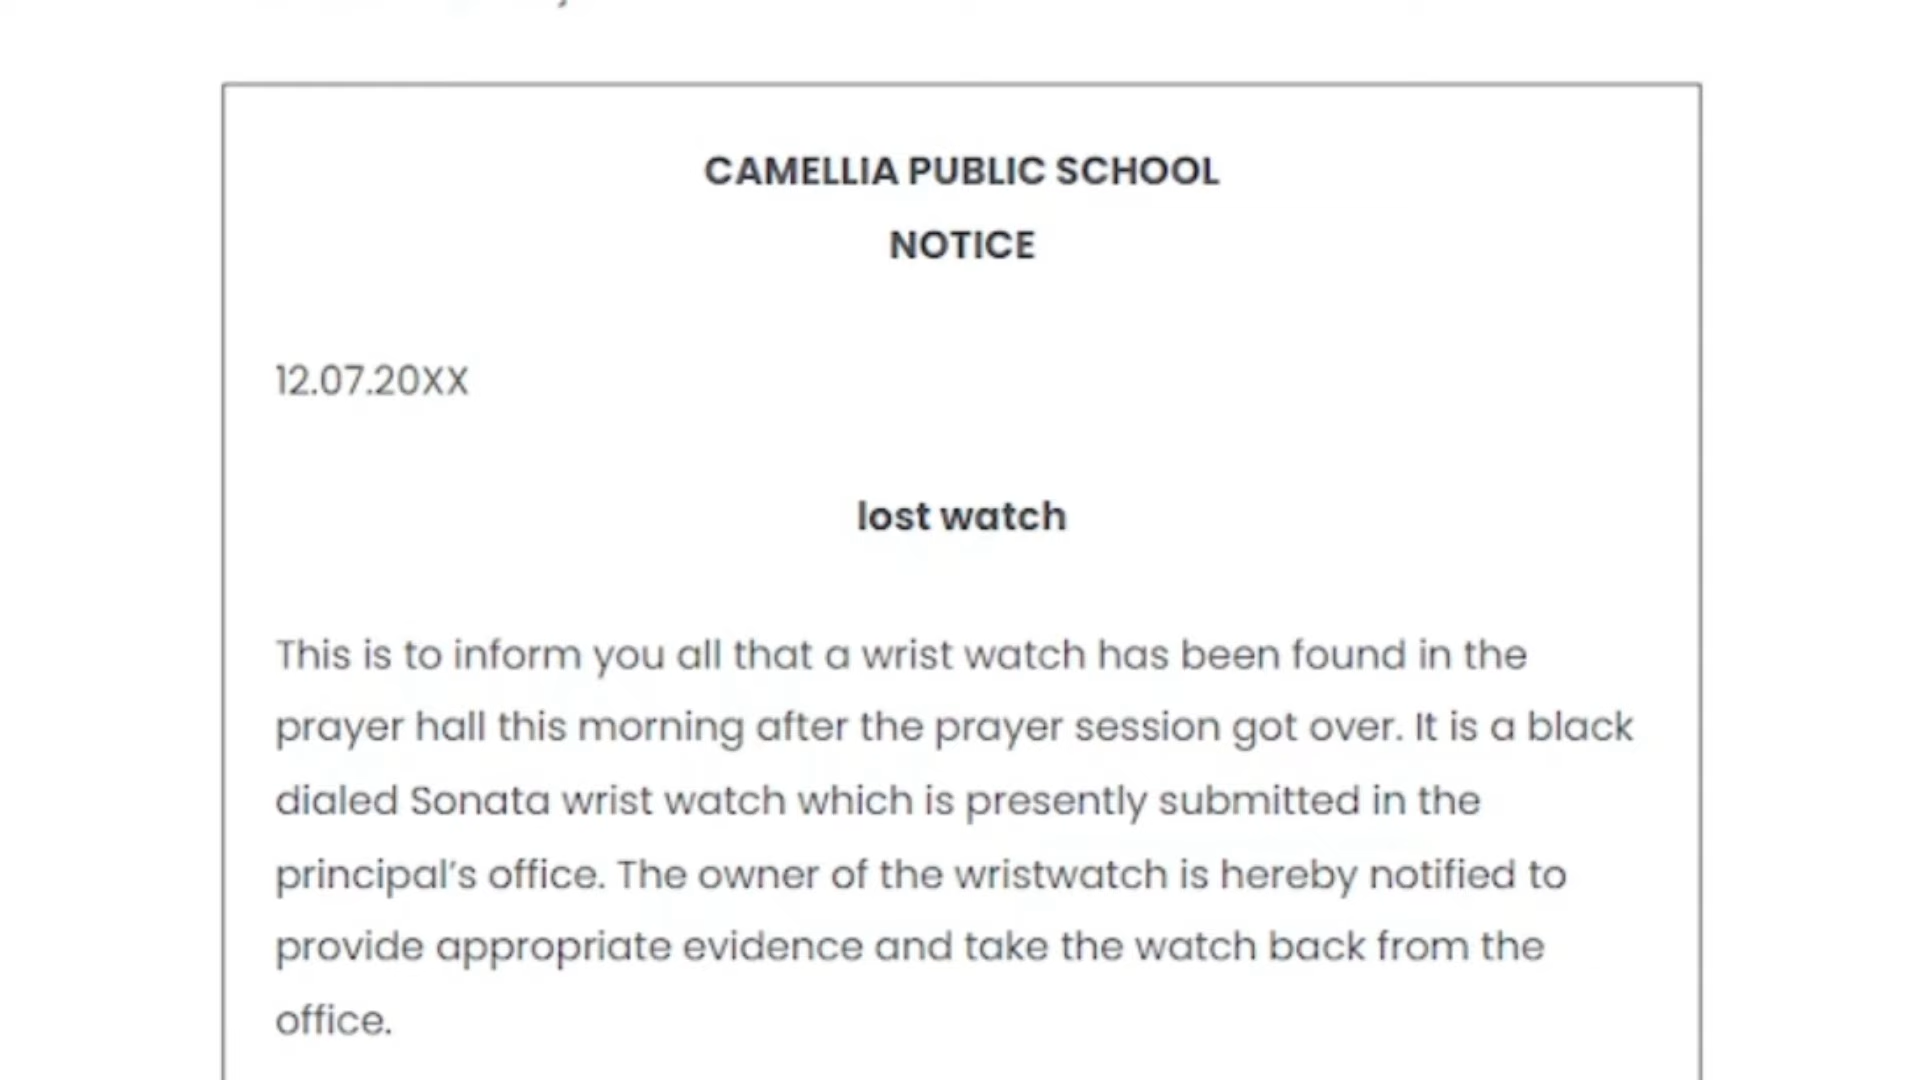 CAMELLIA PUBLIC SCHOOL
NOTICE
12.07.20XX
lost watch
This is to inform you all that a wrist watch has been found in the
prayer hall this morning after the prayer session got over. It is a black
dialed Sonata wrist watch which is presently submitted in the
principal's office. The owner of the wristwatch is hereby notified to
provide appropriate evidence and take the watch back from the
office.